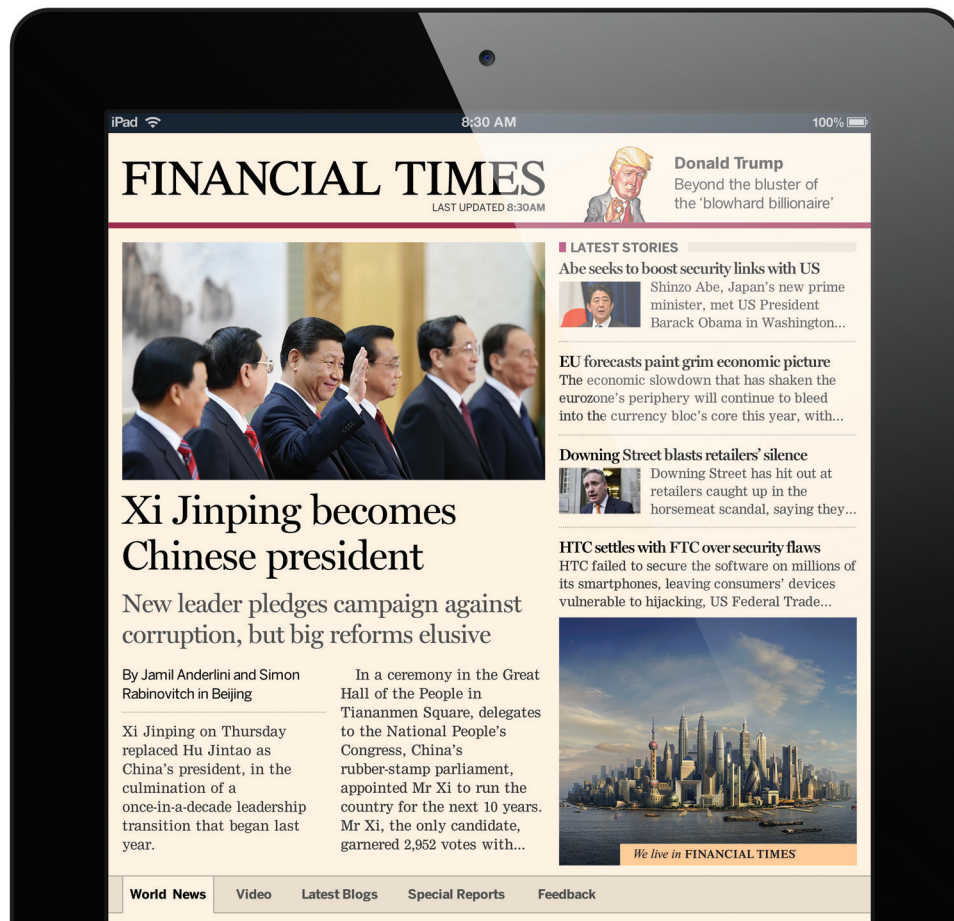 iPad
8:30 AM
100%
FINANCIAL TIMES
LAST UPDATED 8:30AM
Donald Trump
Beyond the bluster of
the ‘blowhard billionaire’
Xi Jinping becomes
Chinese president
New leader pledges campaign against
corruption, but big reforms elusive
By Jamil Anderlini and Simon
Rabinovitch in Beijing
Xi Jinping on Thursday
replaced Hu Jintao as
China’s president, in the
culmination of a
once-in-a-decade leadership
transition that began last
year.
In a ceremony in the Great
Hall of the People in
Tiananmen Square, delegates
to the National People’s
Congress, China’s
rubber-stamp parliament,
appointed Mr Xi to run the
country for the next 10 years.
Mr Xi, the only candidate,
garnered 2,952 votes with...
LATEST STORIES
Abe seeks to boost security links with US
Shinzo Abe, Japan’s new prime
minister, met US President
Barack Obama in Washington...
EU forecasts paint grim economic picture
The economic slowdown that has shaken the
eurozone’s periphery will continue to bleed
into the currency bloc’s core this year, with...
Downing Street blasts retailers’ silence
Downing Street has hit out at
retailers caught up in the
horsemeat scandal, saying they...
HTC settles with FTC over security flaws
HTC failed to secure the software on millions of
its smartphones, leaving consumers’ devices
vulnerable to hijacking, US Federal Trade...
We live in FINANCIAL TIMES
World News
Video
Latest Blogs
Special Reports
Feedback